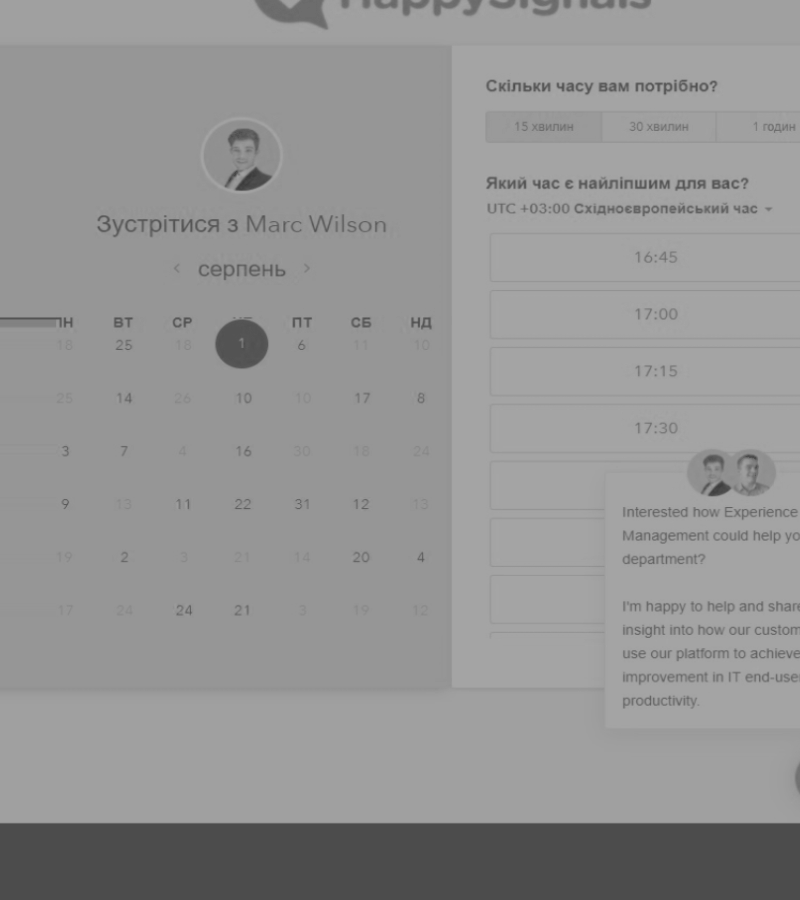 HappySignals
Зустрітися з Marc Wilson
серпень
ПН ВТ СР ПТ СБ НД
18 25 18 1 6 11 10
25 14 26 10 10 17 8
3 7 4 16 30 18 24
9 13 11 22 31 12 13
19 2 3 21 14 20 4
17 24 24 21 3 19 12
Скільки часу вам потрібно?
15 хвилин 30 хвилин 1 годин
Який час є найліпшим для вас?
UTC +03:00 Східноєвропейський час
16:45
17:00
17:15
17:30
Interested how Experience
Management could help yo
department?
I'm happy to help and share
insight into how our custom
use our platform to achieve
improvement in IT end-use
productivity.